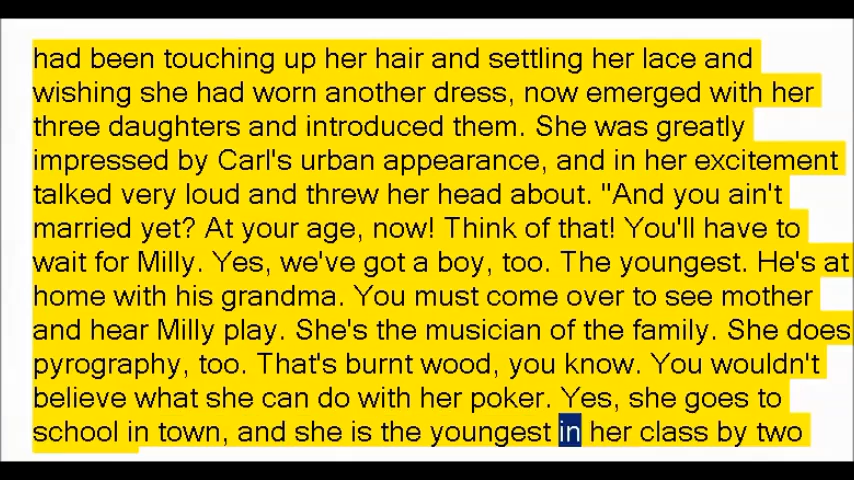 had been touching up her hair and settling her lace and
wishing she had worn another dress, now emerged with her
three daughters and introduced them. She was greatly
impressed by Carl's urban appearance, and in her excitement
talked very loud and threw her head about. "And you ain't
married yet? At your age, now! Think of that! You'll have to
wait for Milly. Yes, we've got a boy, too. The youngest. He's at
home with his grandma. You must come over to see mother
and hear Milly play. She's the musician of the family. She does
pyrography, too. That's burnt wood, you know. You wouldn't
believe what she can do with her poker. Yes, she goes to
school in town, and she is the youngest in her class by two